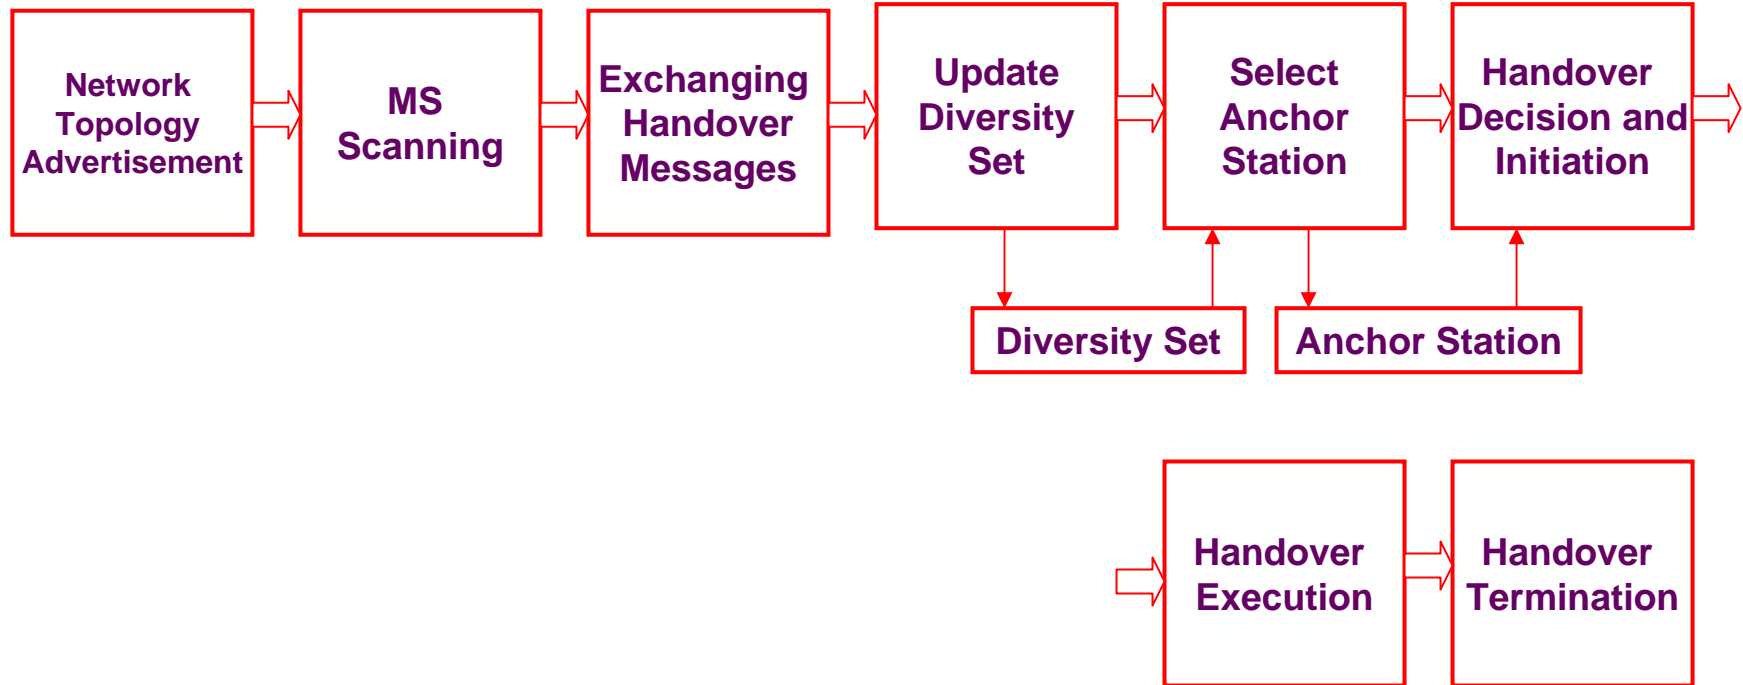 Network
Topology
Advertisement
MS
Scanning
Exchanging
Handover
Messages
Update
Diversity
Set
Select
Anchor
Station
Handover
Decision and
Initiation
Diversity Set
Anchor Station
Handover
Execution
Handover
Termination